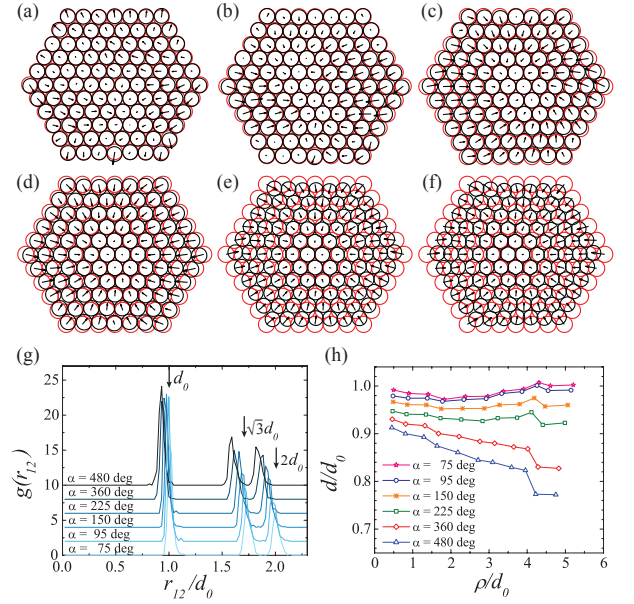 (a) (b) (c)
(d) (e) (f)
(g) (h)
25
20
15
10
5
0
g(r₁₂)
d₀
√3d₀
2d₀
α = 480 deg
α = 360 deg
α = 225 deg
α = 150 deg
α = 95 deg
α = 75 deg
0.0 0.5 1.0 1.5 2.0
r₁₂/d₀
1.0
0.9
0.8
0.7
d/d₀
α = 75 deg
α = 95 deg
α = 150 deg
α = 225 deg
α = 360 deg
α = 480 deg
0 1 2 3 4 5 6
ρ/d₀